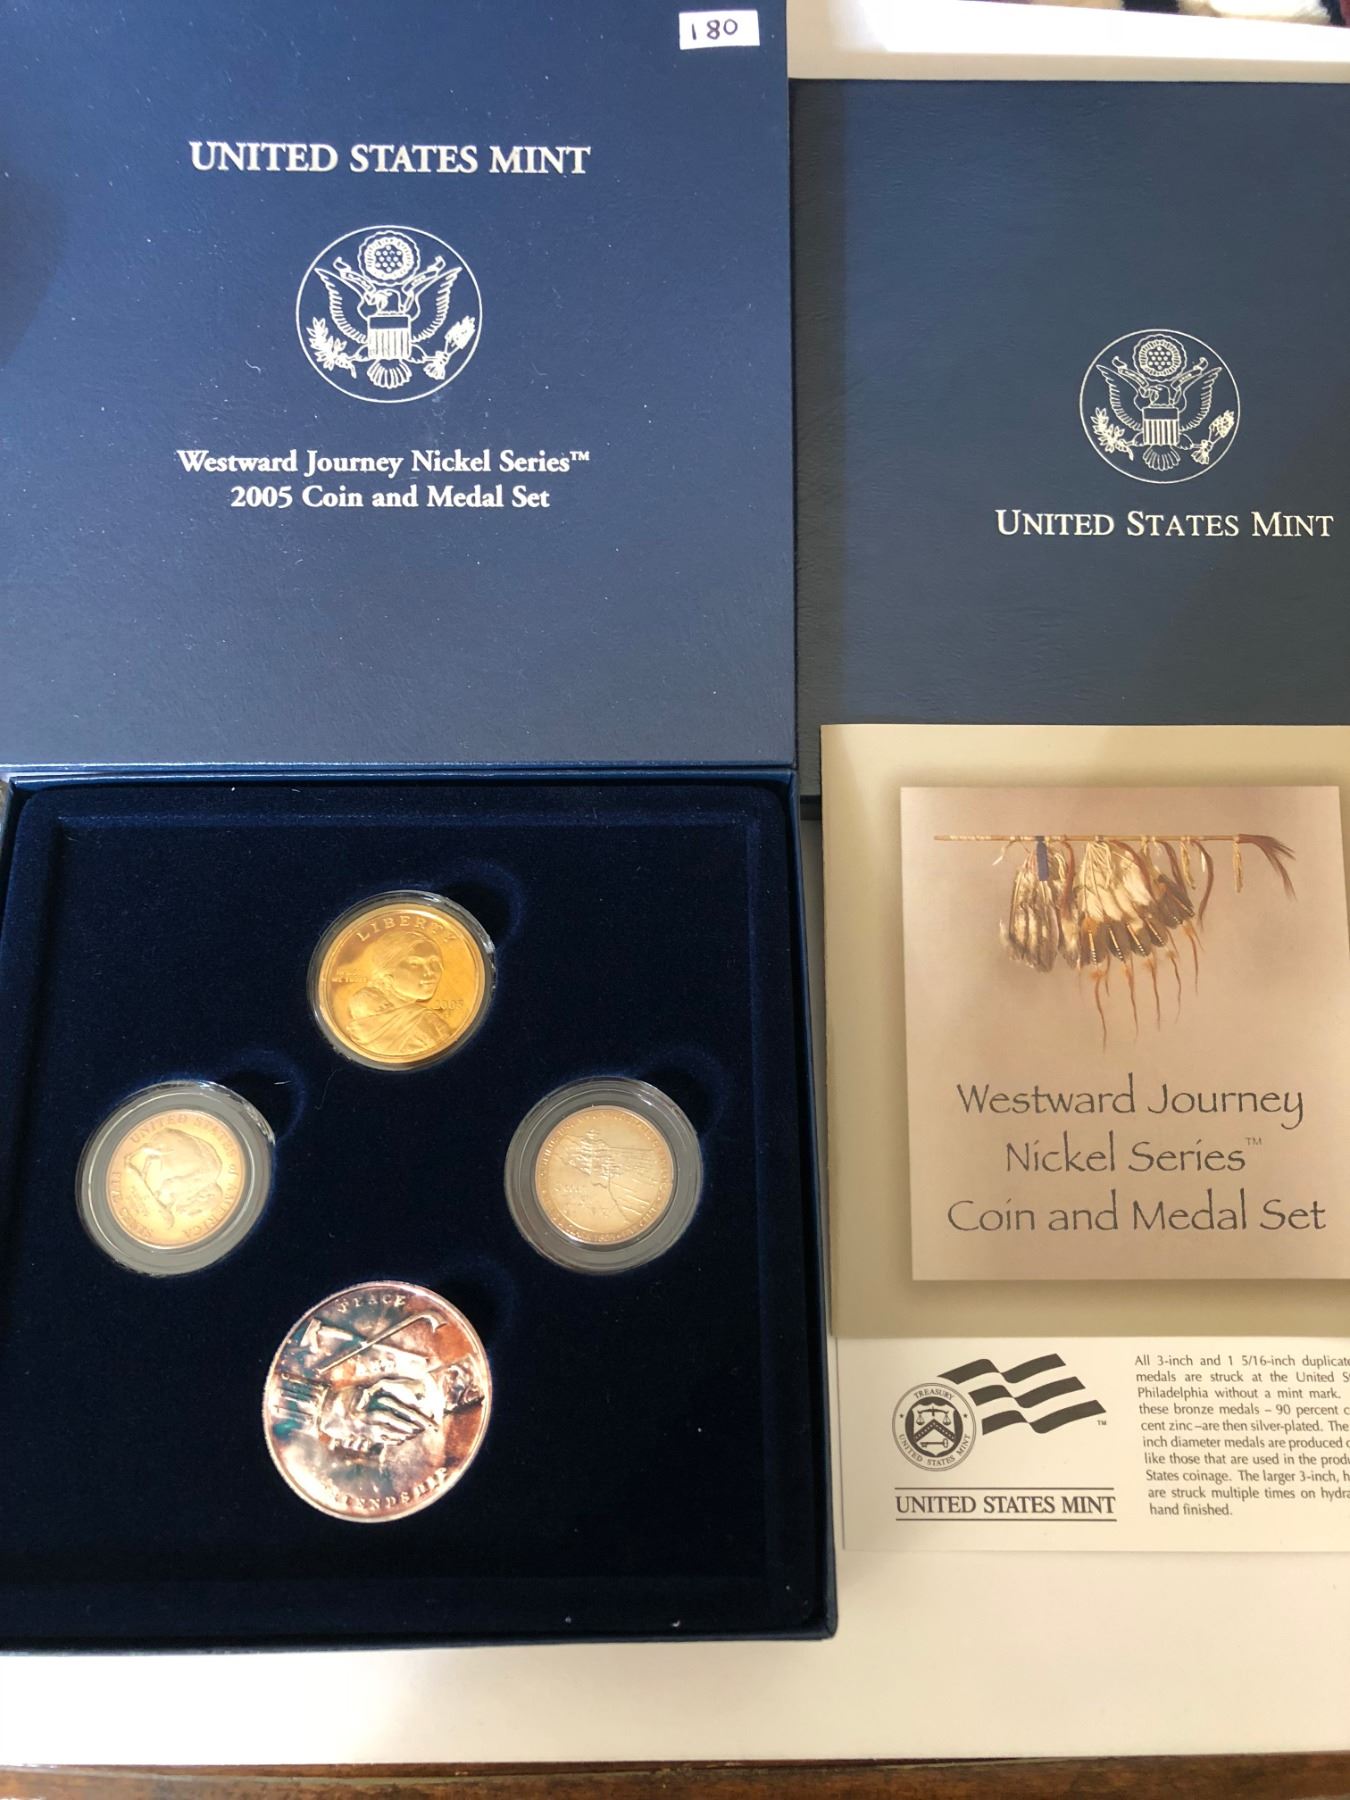 180
UNITED STATES MINT
Westward Journey Nickel Series™
2005 Coin and Medal Set
UNITED STATES MINT
LIBERTY
2005
UNITED STATES of AMERICA
PEACE
FRIENDSHIP
Westward Journey
Nickel Series™
Coin and Medal Set
TREASURY
UNITED STATES MINT
UNITED STATES MINT
All 3-inch and 1 5/16-inch duplicate
medals are struck at the United
Philadelphia without a mint mark.
these bronze medals – 90 percent
cent zinc –are then silver-plated. The
inch diameter medals are produced
like those that are used in the
States coinage. The larger 3-inch,
are struck multiple times on
hand finished.